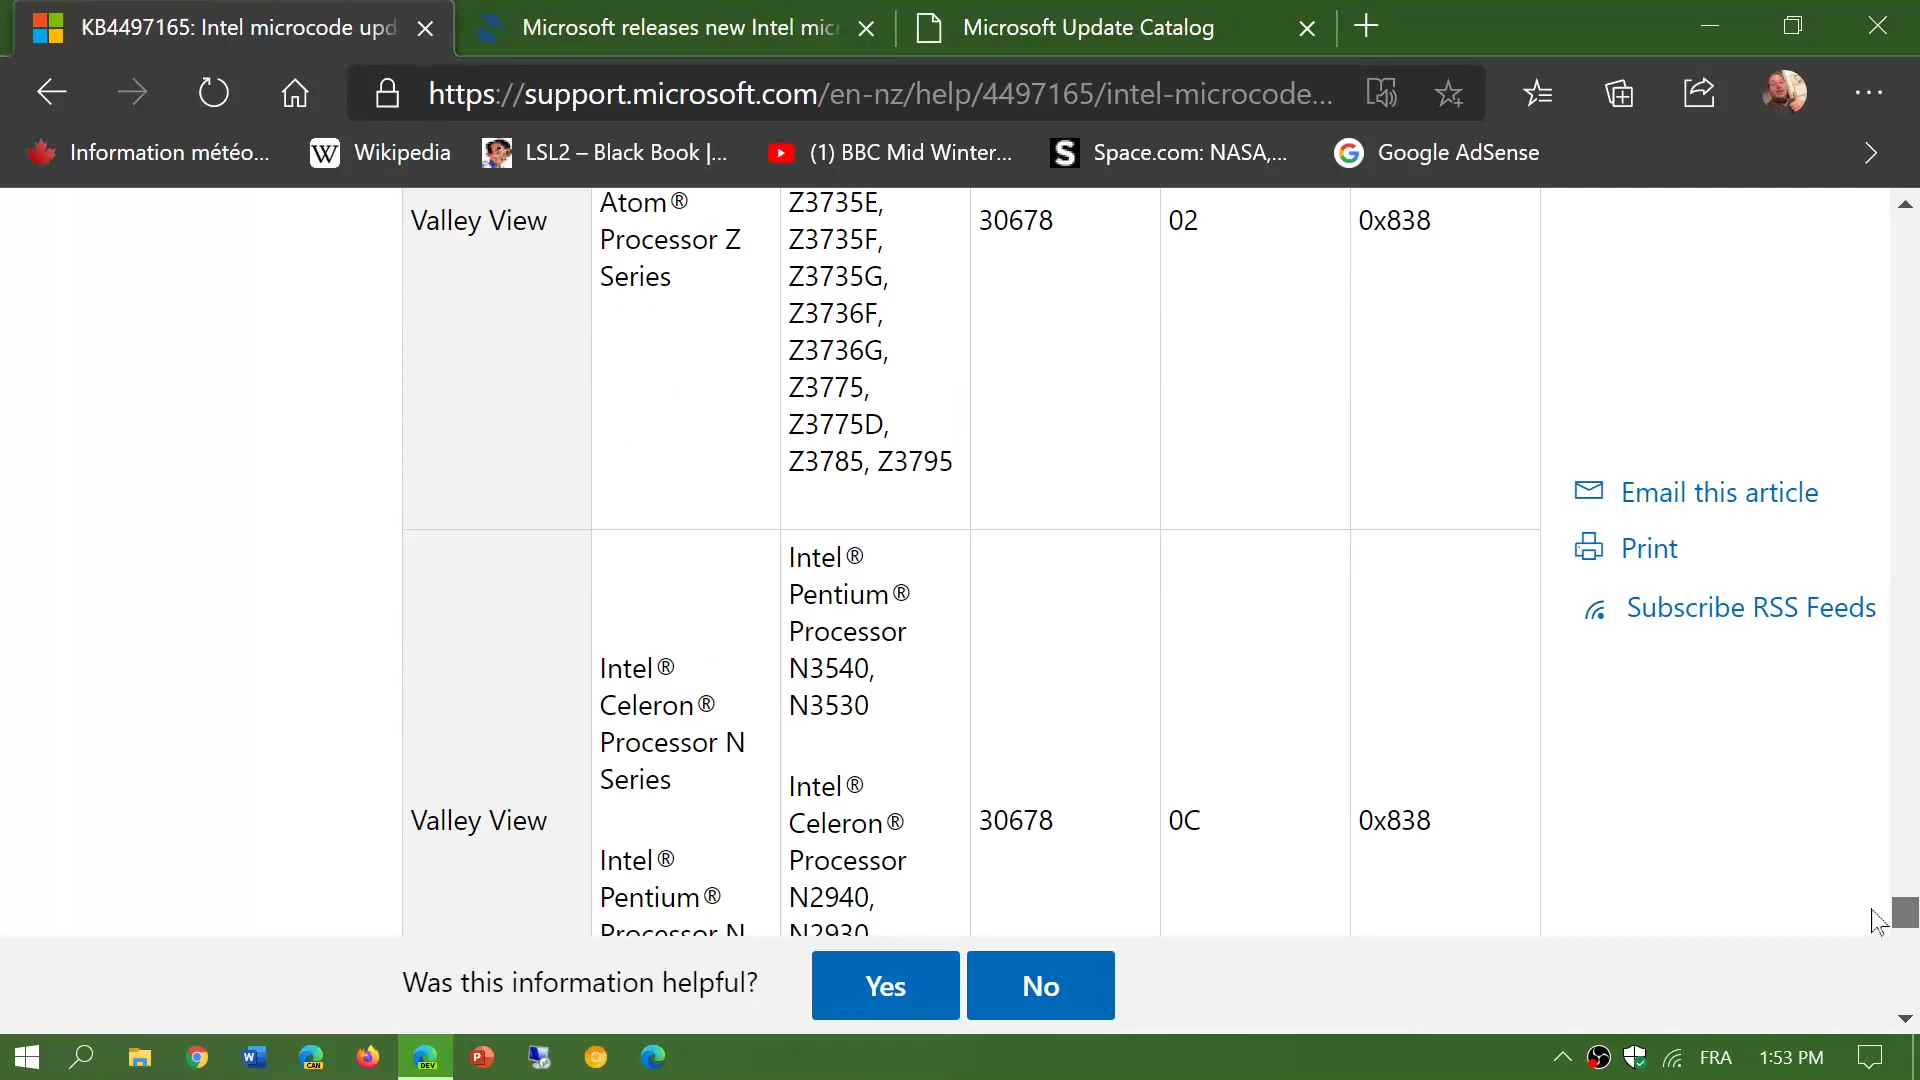 KB4497165: Intel microcode upd
Microsoft releases new Intel mic
Microsoft Update Catalog
https://support.microsoft.com/en-nz/help/4497165/intel-microcode...
Information météo...
W Wikipedia
LSL2 – Black Book |...
(1) BBC Mid Winter...
S Space.com: NASA,...
G Google AdSense
Valley View
Atom®
Processor Z
Series
Z3735E,
Z3735F,
Z3735G,
Z3736F,
Z3736G,
Z3775,
Z3775D,
Z3785, Z3795
30678
02
0x838
Valley View
Intel®
Celeron®
Processor N
Series
Intel®
Pentium®
Processor N
Intel®
Pentium®
Processor
N3540,
N3530
Intel®
Celeron®
Processor
N2940,
N2930
30678
0C
0x838
Email this article
Print
Subscribe RSS Feeds
Was this information helpful?
Yes
No
CAN
DEV
FRA
1:53 PM